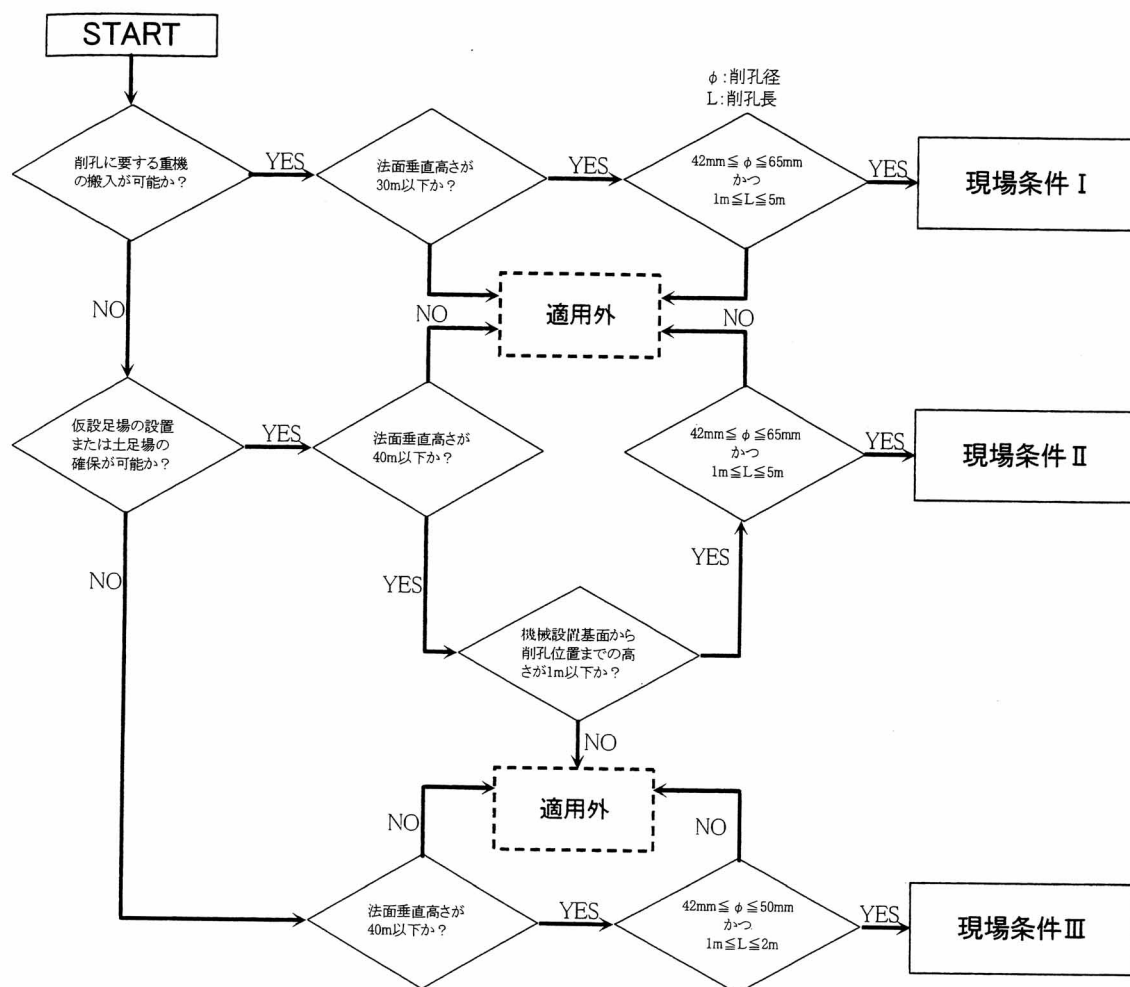 START
φ:削孔径
L:削孔長
削孔に要する重機
の搬入が可能か？
YES
法面垂直高さが
30m以下か？
YES
42mm≦φ≦65mm
かつ
1m≦L≦5m
YES
現場条件Ⅰ
NO
適用外
NO
NO
仮設足場の設置
または土足場の
確保が可能か？
YES
法面垂直高さが
40m以下か？
42mm≦φ≦65mm
かつ
1m≦L≦5m
YES
現場条件Ⅱ
NO
YES
YES
機械設置基面から
削孔位置までの高
さが1m以下か？
NO
適用外
NO
NO
法面垂直高さが
40m以下か？
YES
42mm≦φ≦50mm
かつ
1m≦L≦2m
YES
現場条件Ⅲ